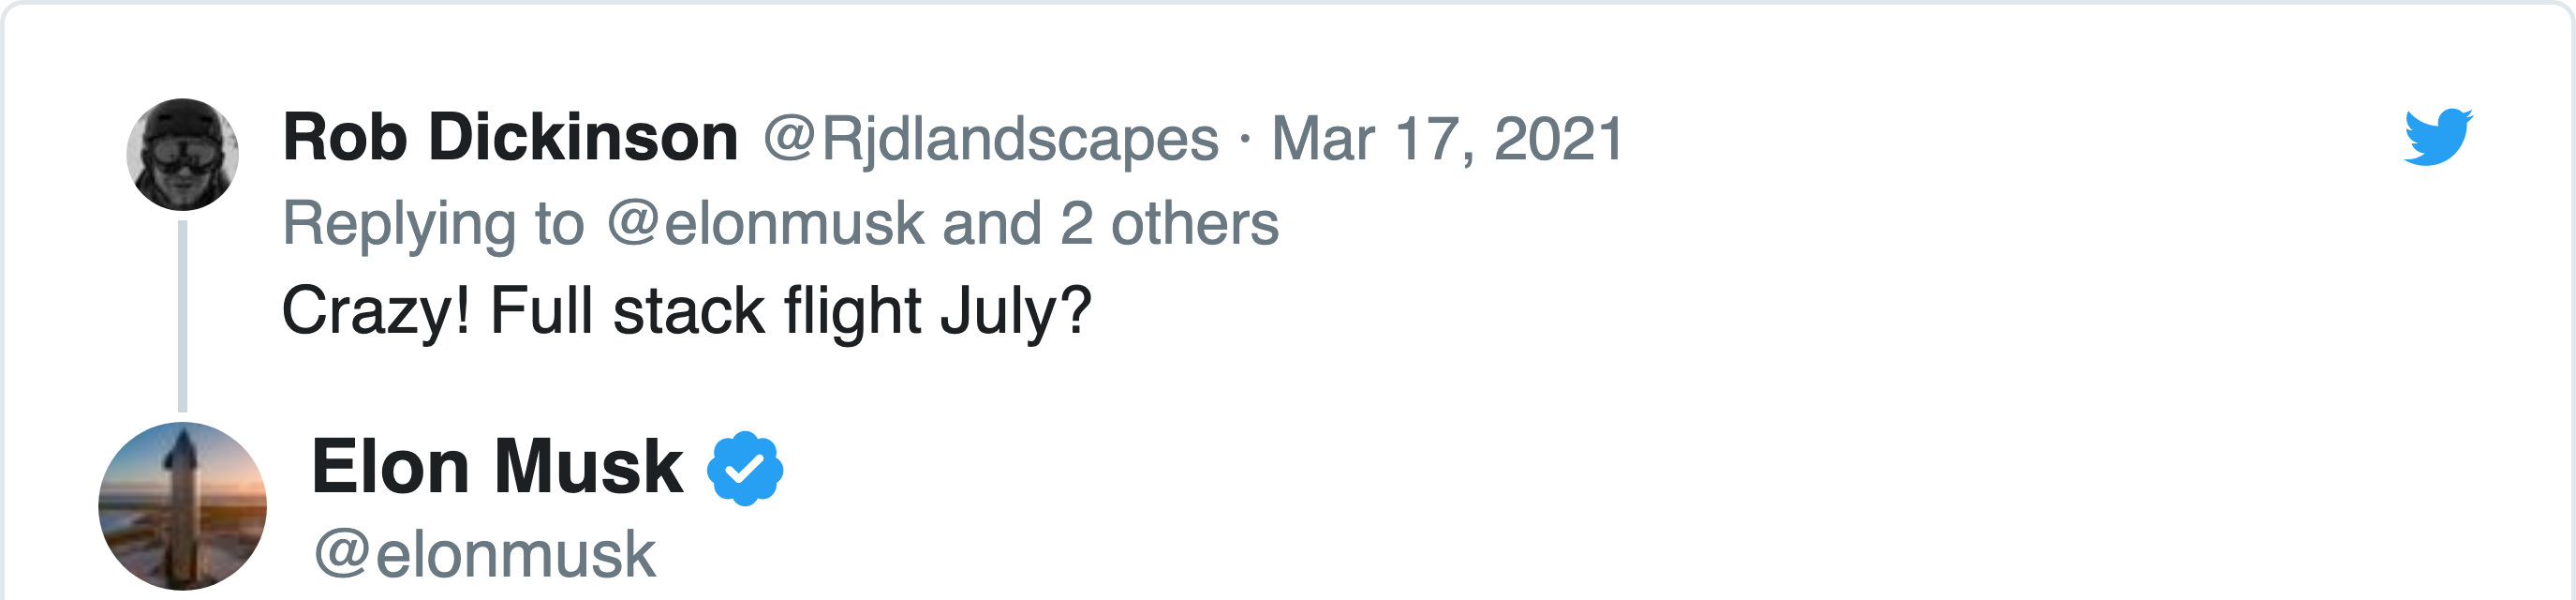 Rob Dickinson @Rjdlandscapes · Mar 17, 2021
Replying to @elonmusk and 2 others
Crazy! Full stack flight July?
Elon Musk
@elonmusk